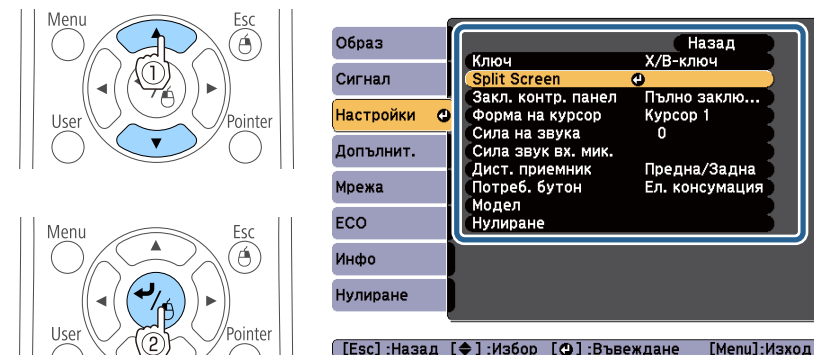 Menu Esc
1
User Pointer
Menu Esc
User Pointer
2
Образ
Сигнал
Настройки
Допълнит.
Мрежа
ECO
Инфо
Нулиране
Назад
Ключ Х/В-ключ
Split Screen
Закл. контр. панел Пълно заклю...
Форма на курсор Курсор 1
Сила на звука 0
Сила звук вх. мик.
Дист. приемник Предна/Задна
Потреб. бутон Ел. консумация
Модел
Нулиране
[Esc] :Назад [◆] :Избор [⏎] :Въвеждане [Menu]:Изход